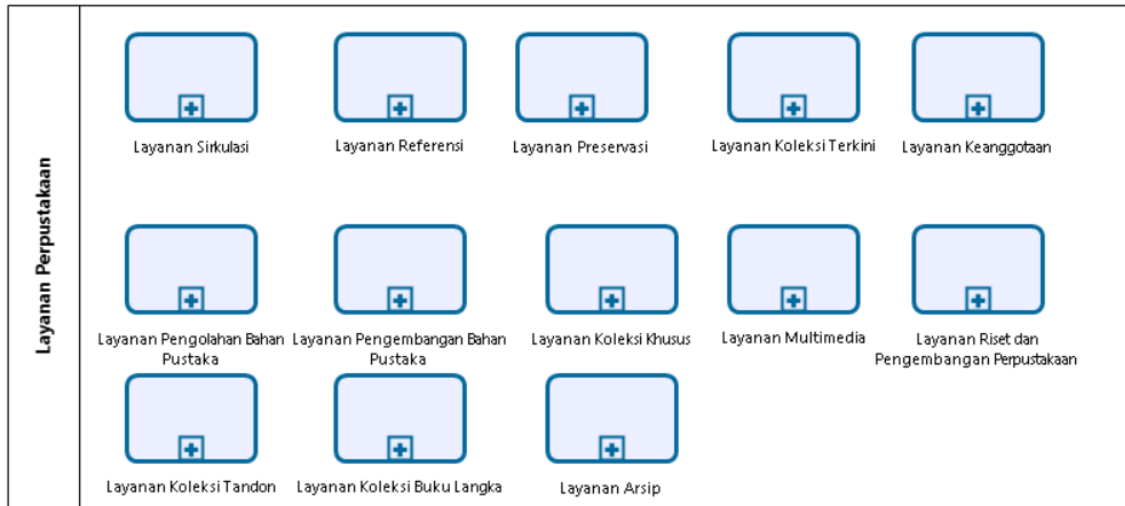 Layanan Perpustakaan
Layanan Sirkulasi
Layanan Referensi
Layanan Preservasi
Layanan Koleksi Terkini
Layanan Keanggotaan
Layanan Pengolahan Bahan
Pustaka
Layanan Pengembangan Bahan
Pustaka
Layanan Koleksi Khusus
Layanan Multimedia
Layanan Riset dan
Pengembangan Perpustakaan
Layanan Koleksi Tandon
Layanan Koleksi Buku Langka
Layanan Arsip